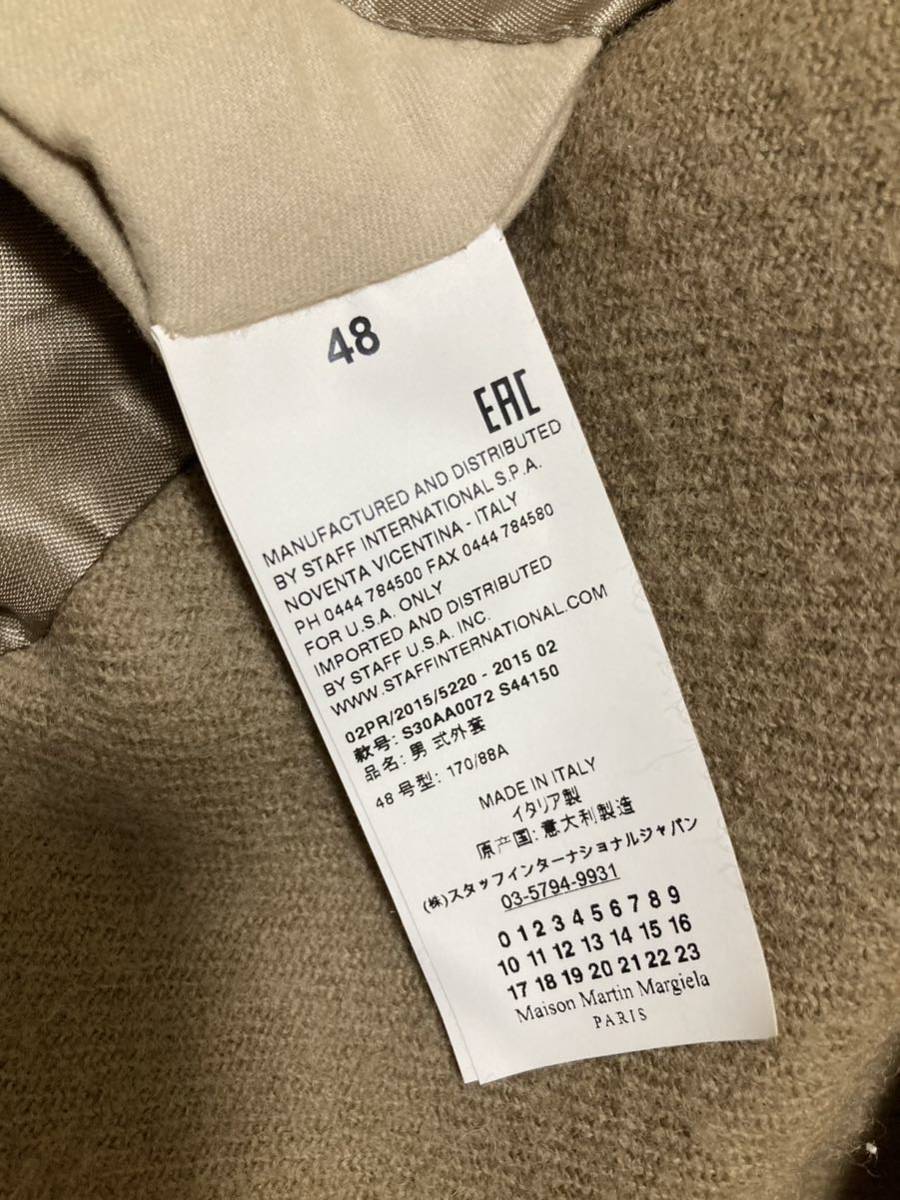 48
EAC
MANUFACTURED AND DISTRIBUTED
BY STAFF INTERNATIONAL S.P.A.
NOVENTA VICENTINA - ITALY
PH 0444 784500 FAX 0444 784580
FOR U.S.A. ONLY
IMPORTED AND DISTRIBUTED
BY STAFF U.S.A. INC.
WWW.STAFFINTERNATIONAL.COM
02PR/2015/5220 - 2015 02
款号: S30AA0072 S44150
品名: 男 式外套
48 号型: 170/88A
MADE IN ITALY
イタリア製
原产国: 意大利製造
(株)スタッフインターナショナルジャパン
03-5794-9931
0 1 2 3 4 5 6 7 8 9
10 11 12 13 14 15 16
17 18 19 20 21 22 23
Maison Martin Margiela
PARIS